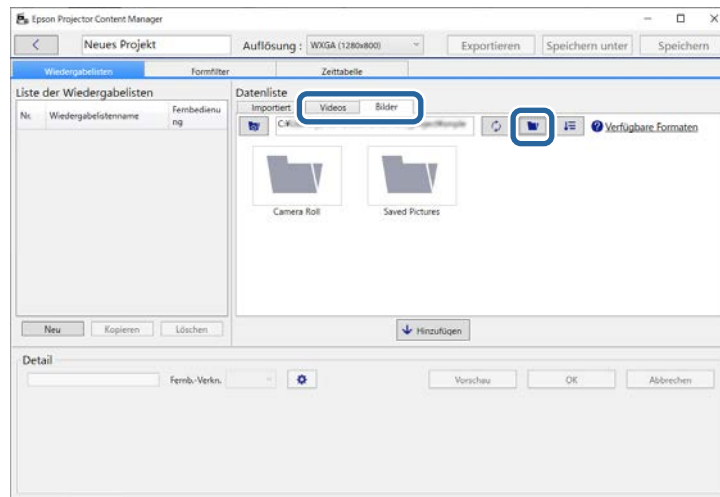 Epson Projector Content Manager
Neues Projekt
Auflösung :
WXGA (1280x800)
Exportieren
Speichern unter
Speichern
Wiedergabelisten
Formfilter
Zeittabelle
Liste der Wiedergabelisten
Nr.
Wiedergabelistenname
Fernbedienu
ng
Datenliste
Importiert
Videos
Bilder
Verfügbare Formaten
Camera Roll
Saved Pictures
Neu
Kopieren
Löschen
Hinzufügen
Detail
Fernb.-Verkn.
Vorschau
OK
Abbrechen